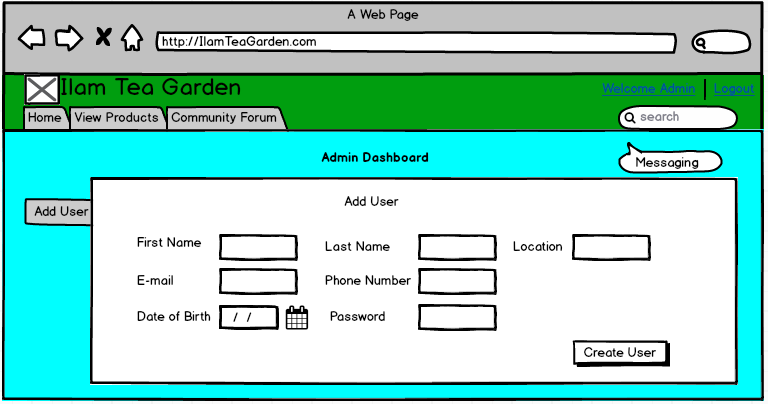 A Web Page
http://IlamTeaGarden.com
Ilam Tea Garden
Welcome Admin Logout
Home View Products Community Forum
search
Admin Dashboard
Messaging
Add User
Add User
First Name Last Name Location
E-mail Phone Number
Date of Birth / / Password
Create User